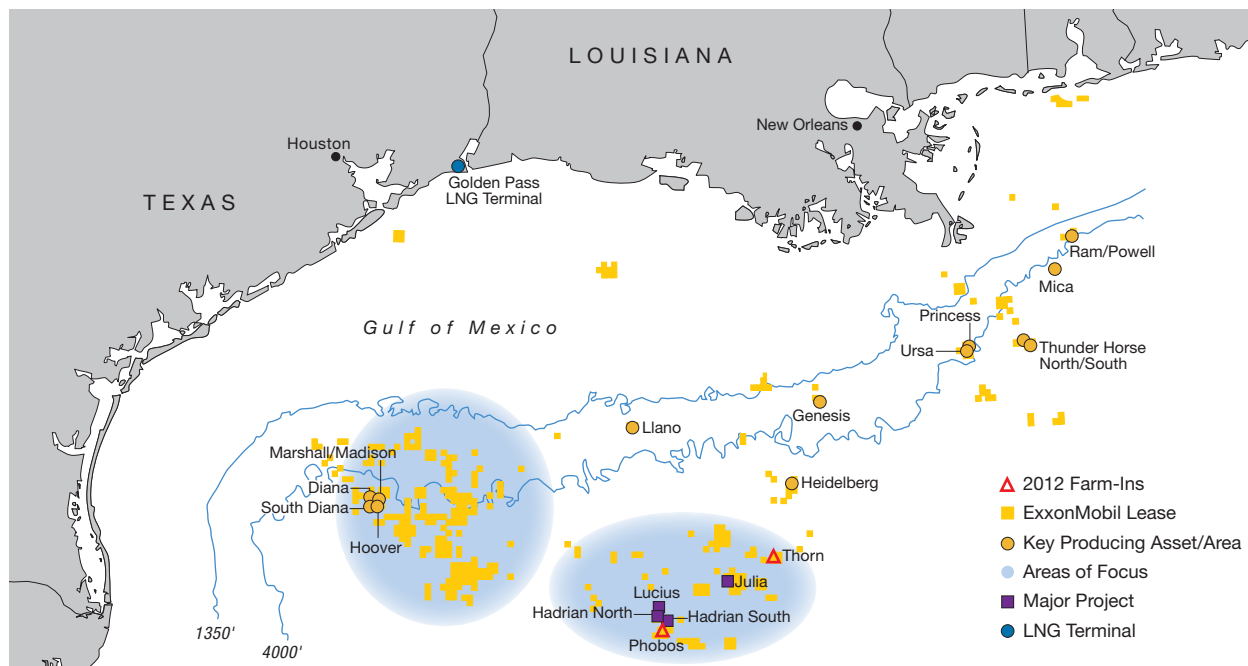 LOUISIANA
New Orleans
Houston
Golden Pass
LNG Terminal
TEXAS
Ram/Powell
Mica
Gulf of Mexico
Princess
Ursa
Thunder Horse
North/South
Genesis
Llano
Marshall/Madison
Diana
South Diana
Hoover
Heidelberg
Thorn
Julia
Lucius
Hadrian North
Hadrian South
Phobos
1350'
4000'
2012 Farm-Ins
ExxonMobil Lease
Key Producing Asset/Area
Areas of Focus
Major Project
LNG Terminal